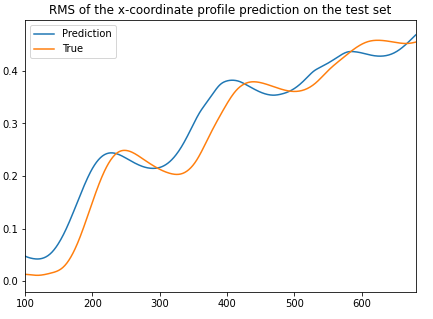 RMS of the x-coordinate profile prediction on the test set
Prediction
True
0.4
0.3
0.2
0.1
0.0
100 200 300 400 500 600